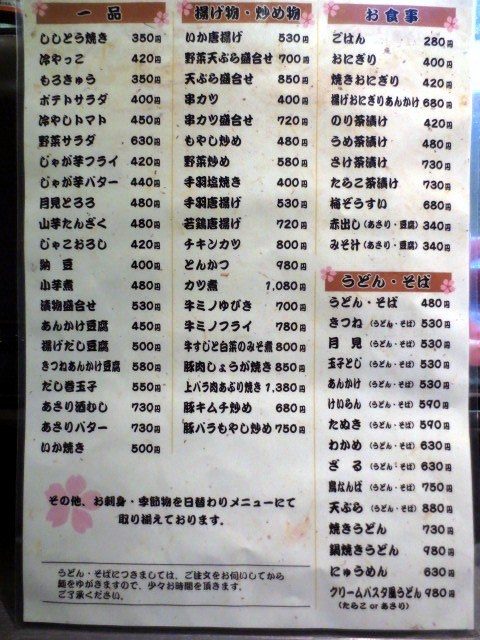 一品
ししとう焼き 350円
冷やっこ 420円
もろきゅう 350円
ポテトサラダ 400円
冷やしトマト 450円
野菜サラダ 630円
じゃが芋フライ 420円
じゃが芋バター 440円
月見とろろ 480円
山芋たんざく 480円
じゃこおろし 420円
納豆 400円
小芋煮 480円
漬物盛合せ 530円
あんかけ豆腐 450円
揚げだし豆腐 500円
きつねあんかけ豆腐 580円
だし巻玉子 550円
あさり酒むし 730円
あさりバター 730円
いか焼き 500円
揚げ物・炒め物
いか唐揚げ 530円
野菜天ぷら盛合せ 700円
天ぷら盛合せ 850円
串カツ 400円
串カツ盛合せ 720円
もやし炒め 480円
野菜炒め 580円
手羽塩焼き 400円
手羽唐揚げ 530円
若鶏唐揚げ 720円
チキンカツ 800円
とんかつ 980円
カツ煮 1,080円
牛ミノゆびき 700円
牛ミノフライ 780円
牛すじと白菜のみそ煮 800円
豚肉しょうが焼き 850円
上バラ肉あぶり焼き 1,380円
豚キムチ炒め 680円
豚バラもやし炒め 750円
お食事
ごはん 280円
おにぎり 400円
焼きおにぎり 420円
揚げおにぎりあんかけ 680円
のり茶漬け 420円
うめ茶漬け 480円
さけ茶漬け 730円
たらこ茶漬け 730円
梅ぞうすい 680円
赤出し(あさり・豆腐) 340円
みそ汁(あさり・豆腐) 340円
うどん・そば
うどん・そば 480円
きつね(うどん・そば) 530円
月見(うどん・そば) 530円
玉子とじ(うどん・そば) 530円
あんかけ(うどん・そば) 530円
けいらん(うどん・そば) 590円
たぬき(うどん・そば) 590円
わかめ(うどん・そば) 630円
ざる(うどん・そば) 630円
鳥なんば(うどん・そば) 750円
天ぷら(うどん・そば) 880円
焼きうどん 730円
鍋焼きうどん 980円
にゅうめん 630円
クリームパスタ風うどん 980円
(たらこ or あさり)
その他、お刺身・季節物を日替わりメニューにて
取り揃えております。
うどん・そばにつきましては、ご注文をお伺いしてから
麺をゆがきますので、少々お時間を頂きます。
ご了承ください。